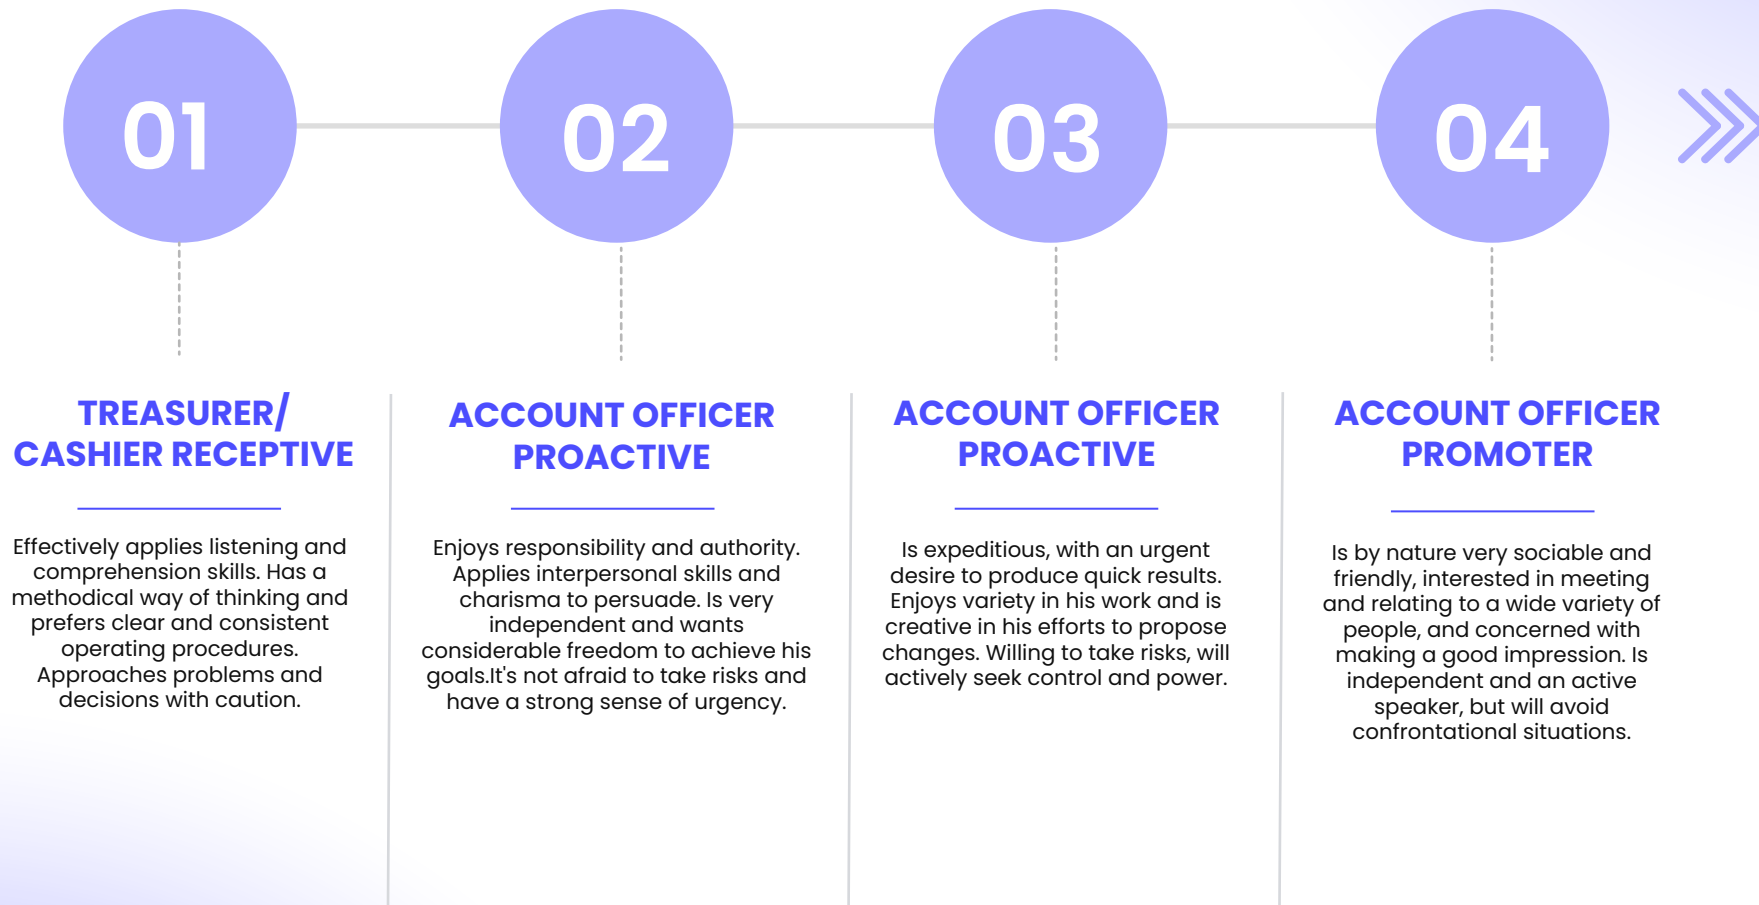 01
02
03
04
TREASURER/
CASHIER RECEPTIVE
Effectively applies listening and
comprehension skills. Has a
methodical way of thinking and
prefers clear and consistent
operating procedures.
Approaches problems and
decisions with caution.
ACCOUNT OFFICER
PROACTIVE
Enjoys responsibility and authority.
Applies interpersonal skills and
charisma to persuade. Is very
independent and wants
considerable freedom to achieve his
goals.It's not afraid to take risks and
have a strong sense of urgency.
ACCOUNT OFFICER
PROACTIVE
Is expeditious, with an urgent
desire to produce quick results.
Enjoys variety in his work and is
creative in his efforts to propose
changes. Willing to take risks, will
actively seek control and power.
ACCOUNT OFFICER
PROMOTER
Is by nature very sociable and
friendly, interested in meeting
and relating to a wide variety of
people, and concerned with
making a good impression. Is
independent and an active
speaker, but will avoid
confrontational situations.